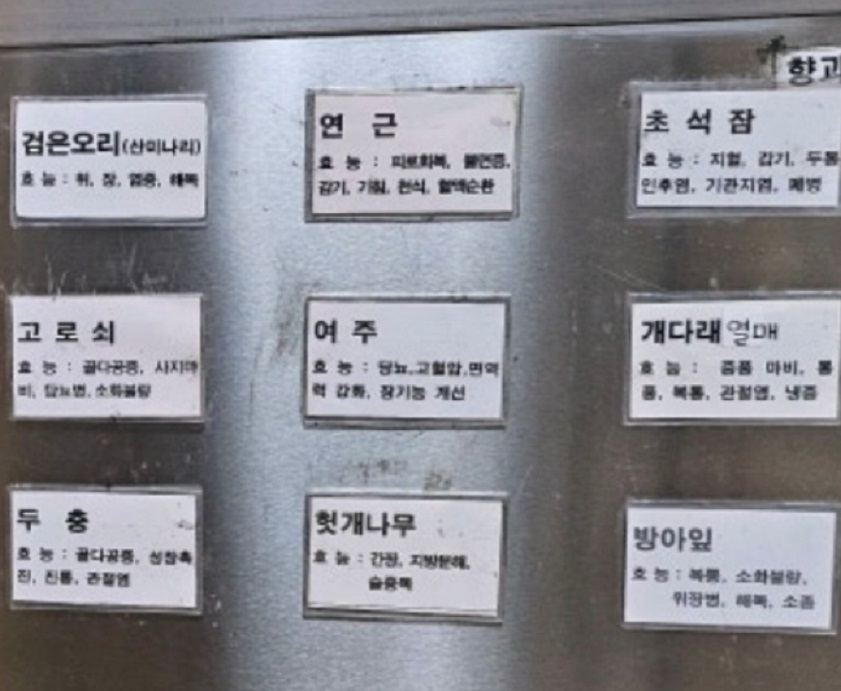 향과
검은오리(산미나리)
효 능 : 위, 장, 염증, 해독
연 근
효 능 : 피로회복, 불면증,
감기, 기침, 천식, 혈액순환
초 석 잠
효 능 : 지혈, 감기, 두통
인후염, 기관지염, 폐병
고 로 쇠
효 능 : 골다공증, 사지마
비, 당뇨병, 소화불량
여 주
효 능 : 당뇨,고혈압,면역
력 강화, 장기능 개선
개다래 열매
효 능 : 중풍 마비, 통
풍, 복통, 관절염, 냉증
두 충
효 능 : 골다공증, 성장촉
진, 진통, 관절염
헛개나무
효 능 : 간장, 지방분해,
술중독
방아잎
효 능 : 복통, 소화불량,
위장병, 해독, 소종